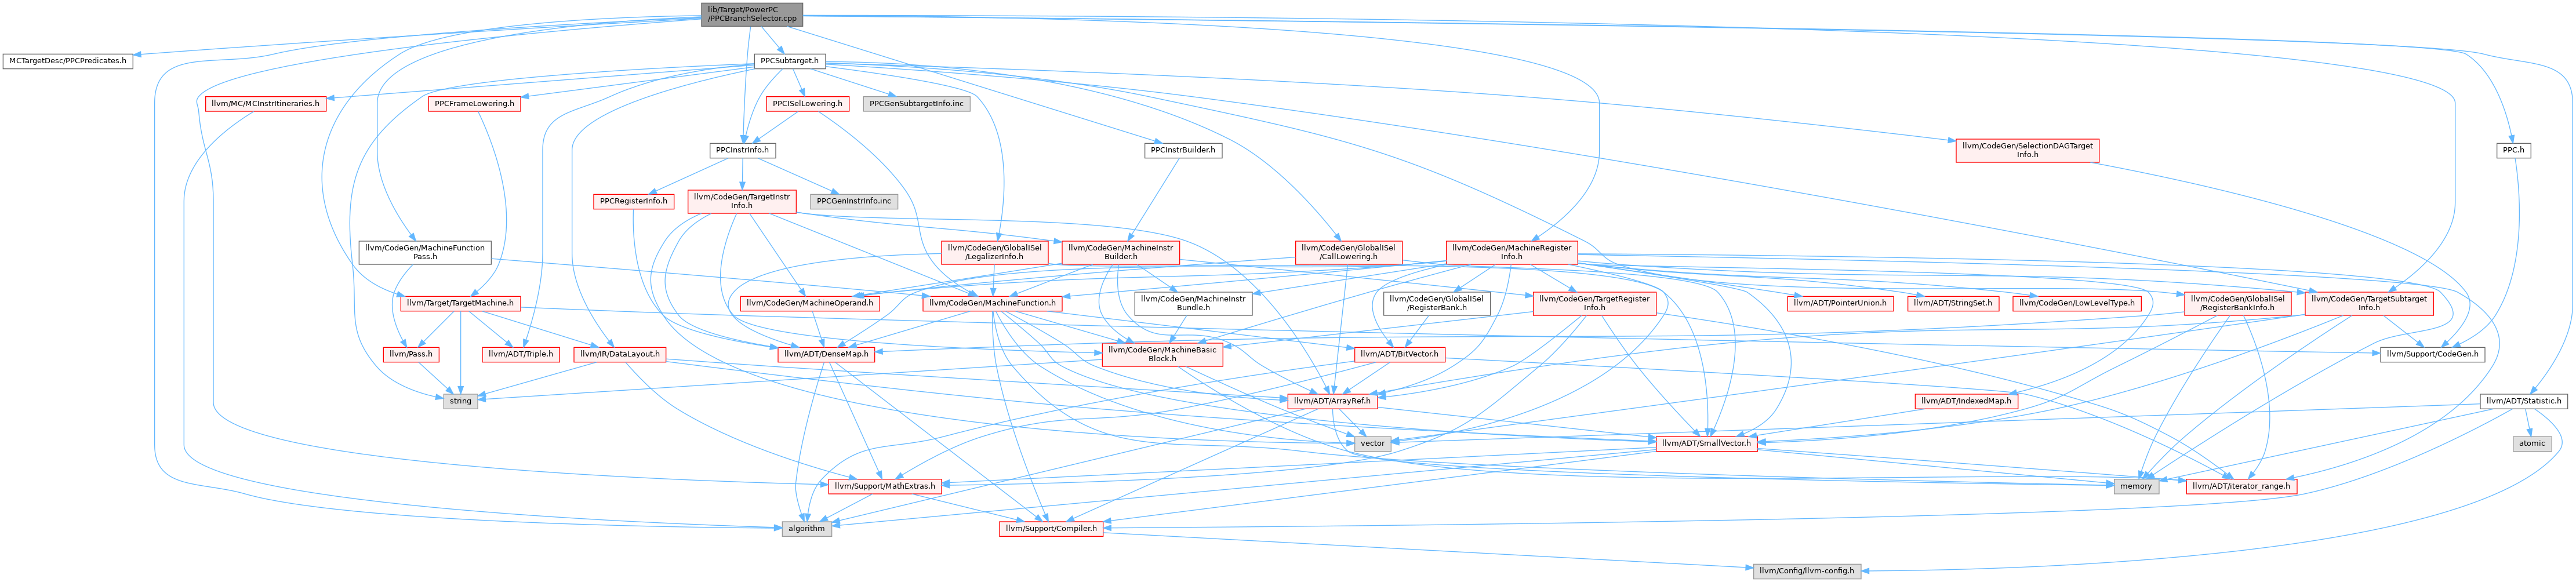 lib/Target/PowerPC
/PPCBranchSelector.cpp
MCTargetDesc/PPCPredicates.h
PPCSubtarget.h
llvm/MC/MCInstrItineraries.h
PPCFrameLowering.h
PPCISelLowering.h
PPCGenSubtargetInfo.inc
PPCInstrInfo.h
PPCInstrBuilder.h
llvm/CodeGen/SelectionDAGTarget
Info.h
PPC.h
PPCRegisterInfo.h
llvm/CodeGen/TargetInstr
Info.h
PPCGenInstrInfo.inc
llvm/CodeGen/MachineFunction
Pass.h
llvm/CodeGen/GlobalISel
/LegalizerInfo.h
llvm/CodeGen/MachineInstr
Builder.h
llvm/CodeGen/GlobalISel
/CallLowering.h
llvm/CodeGen/MachineRegister
Info.h
llvm/Target/TargetMachine.h
llvm/CodeGen/MachineOperand.h
llvm/CodeGen/MachineFunction.h
llvm/CodeGen/MachineInstr
Bundle.h
llvm/CodeGen/GlobalISel
/RegisterBank.h
llvm/CodeGen/TargetRegister
Info.h
llvm/ADT/PointerUnion.h
llvm/ADT/StringSet.h
llvm/CodeGen/LowLevelType.h
llvm/CodeGen/GlobalISel
/RegisterBankInfo.h
llvm/CodeGen/TargetSubtarget
Info.h
llvm/Pass.h
llvm/ADT/Triple.h
llvm/IR/DataLayout.h
llvm/ADT/DenseMap.h
llvm/CodeGen/MachineBasic
Block.h
llvm/ADT/BitVector.h
llvm/Support/CodeGen.h
string
llvm/ADT/ArrayRef.h
llvm/ADT/IndexedMap.h
llvm/ADT/Statistic.h
vector
llvm/ADT/SmallVector.h
atomic
llvm/Support/MathExtras.h
memory
llvm/ADT/iterator_range.h
algorithm
llvm/Support/Compiler.h
llvm/Config/llvm-config.h